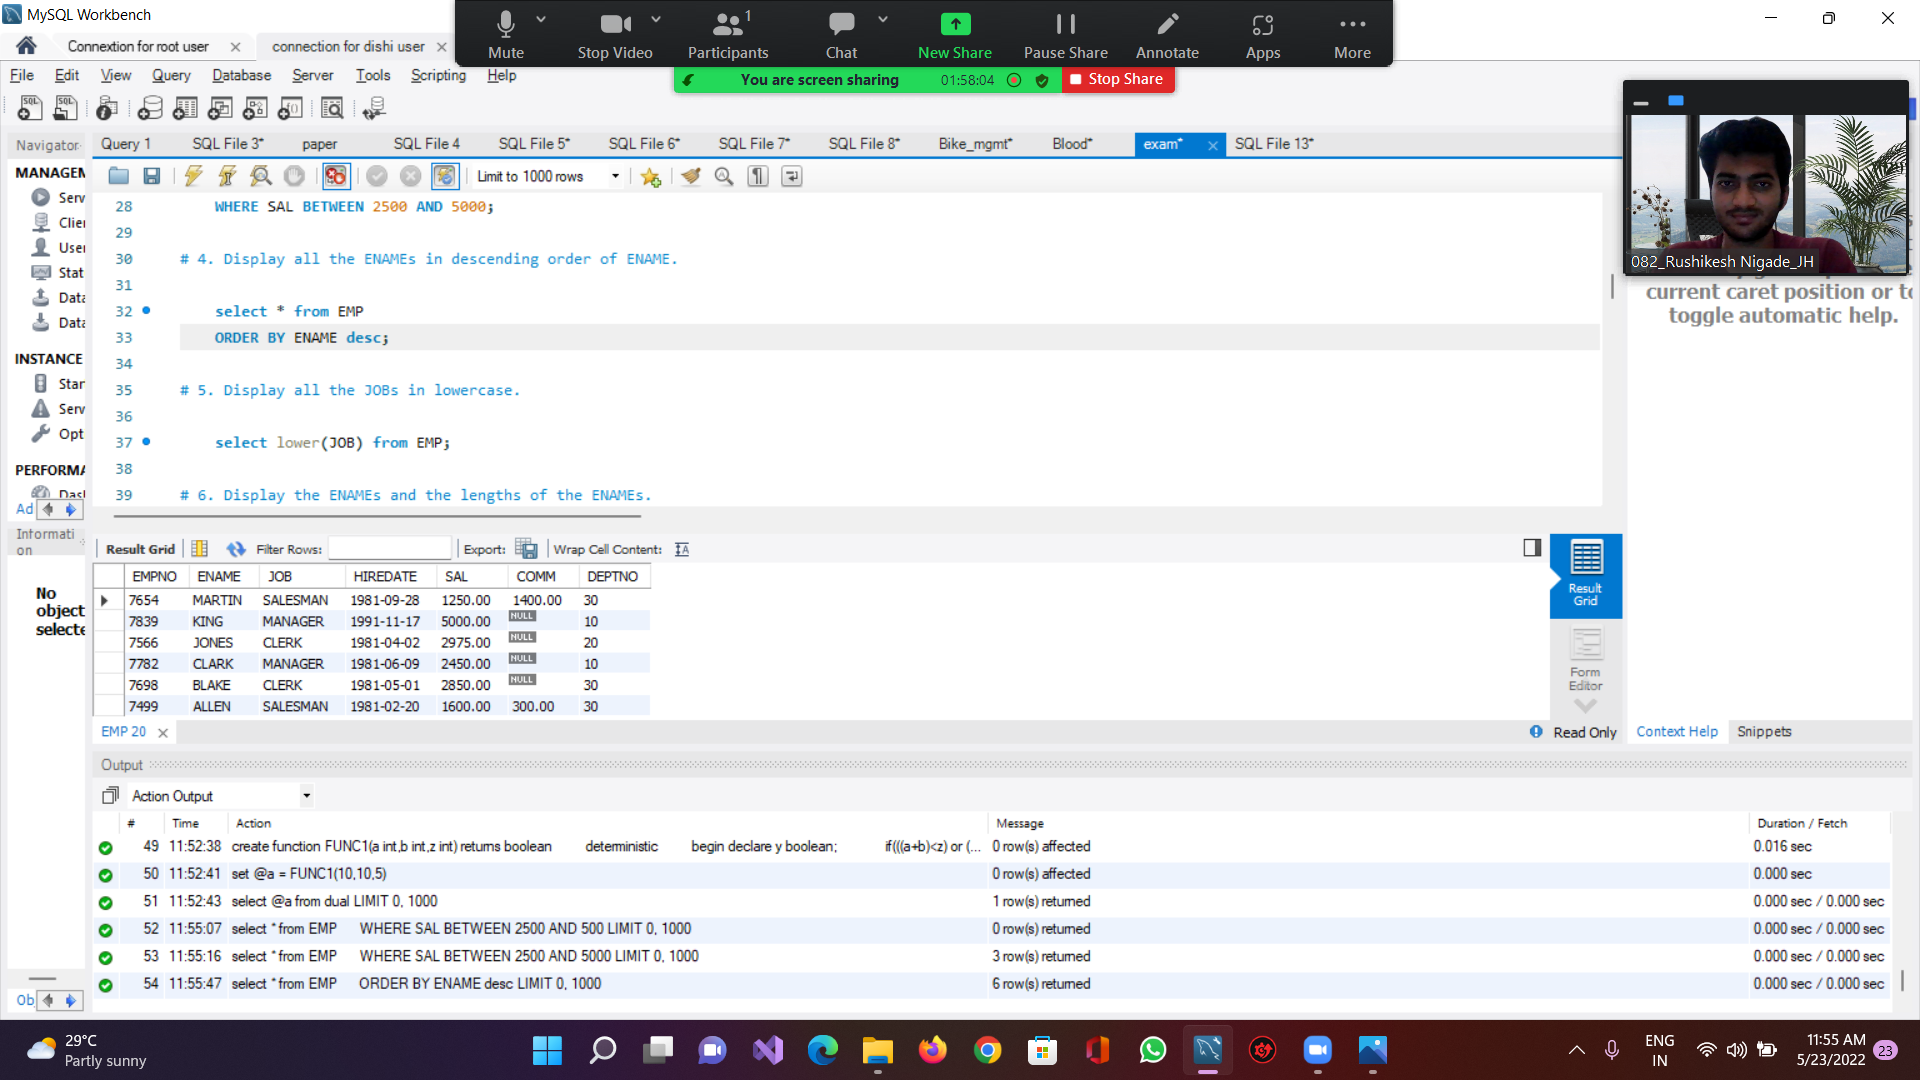 MySQL Workbench
Mute
Stop Video
1
Participants
Chat
New Share
Pause Share
Annotate
Apps
More
Connextion for root user
connection for dishi user
You are screen sharing 01:58:04 Stop Share
File Edit View Query Database Server Tools Scripting Help
Navigator
Query 1 SQL File 3* paper SQL File 4 SQL File 5* SQL File 6* SQL File 7* SQL File 8* Bike_mgmt* Blood* exam* SQL File 13*
Limit to 1000 rows
MANAGEM
Serv
Clie
User
Stat
Data
Data
INSTANCE
Star
Serv
Opt
PERFORMA
Dash
Ad
Informati
on
No
object
selecte
Ob
28 WHERE SAL BETWEEN 2500 AND 5000;
29
30 # 4. Display all the ENAMEs in descending order of ENAME.
31
32 select * from EMP
33 ORDER BY ENAME desc;
34
35 # 5. Display all the JOBs in lowercase.
36
37 select lower(JOB) from EMP;
38
39 # 6. Display the ENAMEs and the lengths of the ENAMEs.
082_Rushikesh Nigade_JH
current caret position or to
toggle automatic help.
Result Grid Filter Rows: Export: Wrap Cell Content:
EMPNO ENAME JOB HIREDATE SAL COMM DEPTNO
7654 MARTIN SALESMAN 1981-09-28 1250.00 1400.00 30
7839 KING MANAGER 1991-11-17 5000.00 NULL 10
7566 JONES CLERK 1981-04-02 2975.00 NULL 20
7782 CLARK MANAGER 1981-06-09 2450.00 NULL 10
7698 BLAKE CLERK 1981-05-01 2850.00 NULL 30
7499 ALLEN SALESMAN 1981-02-20 1600.00 300.00 30
Result
Grid
Form
Editor
EMP 20
Read Only
Context Help Snippets
Output
Action Output
# Time Action Message Duration / Fetch
49 11:52:38 create function FUNC1(a int,b int,z int) returns boolean deterministic begin declare y boolean; if(((a+b)<z) or (... 0 row(s) affected 0.016 sec
50 11:52:41 set @a = FUNC1(10,10,5) 0 row(s) affected 0.000 sec
51 11:52:43 select @a from dual LIMIT 0, 1000 1 row(s) returned 0.000 sec / 0.000 sec
52 11:55:07 select * from EMP WHERE SAL BETWEEN 2500 AND 500 LIMIT 0, 1000 0 row(s) returned 0.000 sec / 0.000 sec
53 11:55:16 select * from EMP WHERE SAL BETWEEN 2500 AND 5000 LIMIT 0, 1000 3 row(s) returned 0.000 sec / 0.000 sec
54 11:55:47 select * from EMP ORDER BY ENAME desc LIMIT 0, 1000 6 row(s) returned 0.000 sec / 0.000 sec
29°C
Partly sunny
ENG
IN
11:55 AM
5/23/2022
23